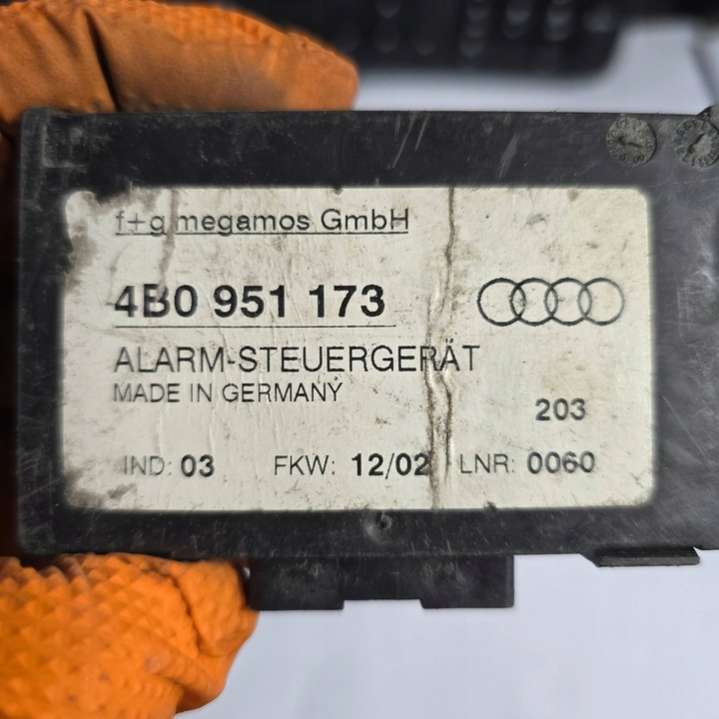 f+g megamos GmbH
4B0 951 173
ALARM-STEUERGERÄT
MADE IN GERMANY
203
IND: 03 FKW: 12/02 LNR: 0060